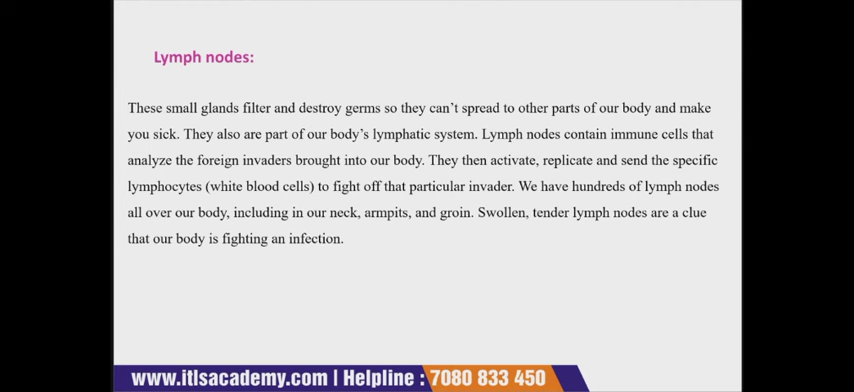 Lymph nodes:
These small glands filter and destroy germs so they can’t spread to other parts of our body and make
you sick. They also are part of our body’s lymphatic system. Lymph nodes contain immune cells that
analyze the foreign invaders brought into our body. They then activate, replicate and send the specific
lymphocytes (white blood cells) to fight off that particular invader. We have hundreds of lymph nodes
all over our body, including in our neck, armpits, and groin. Swollen, tender lymph nodes are a clue
that our body is fighting an infection.
www.itlsacademy.com | Helpline : 7080 833 450